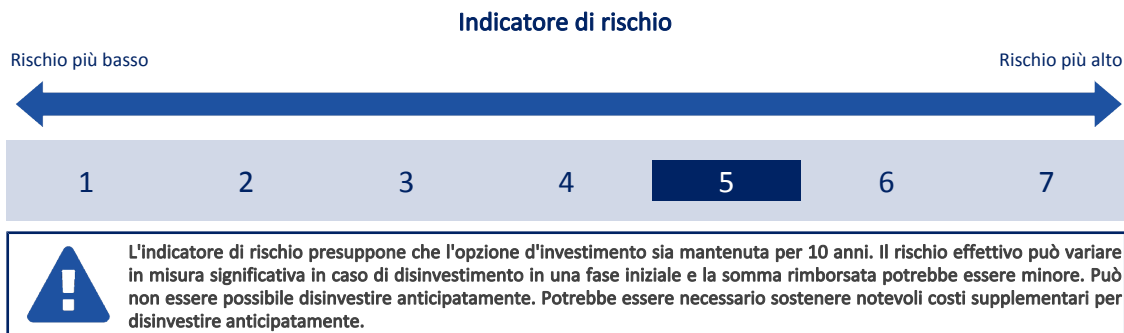 Indicatore di rischio
Rischio più basso
Rischio più alto
1 2 3 4 5 6 7
L'indicatore di rischio presuppone che l'opzione d'investimento sia mantenuta per 10 anni. Il rischio effettivo può variare
in misura significativa in caso di disinvestimento in una fase iniziale e la somma rimborsata potrebbe essere minore. Può
non essere possibile disinvestire anticipatamente. Potrebbe essere necessario sostenere notevoli costi supplementari per
disinvestire anticipatamente.